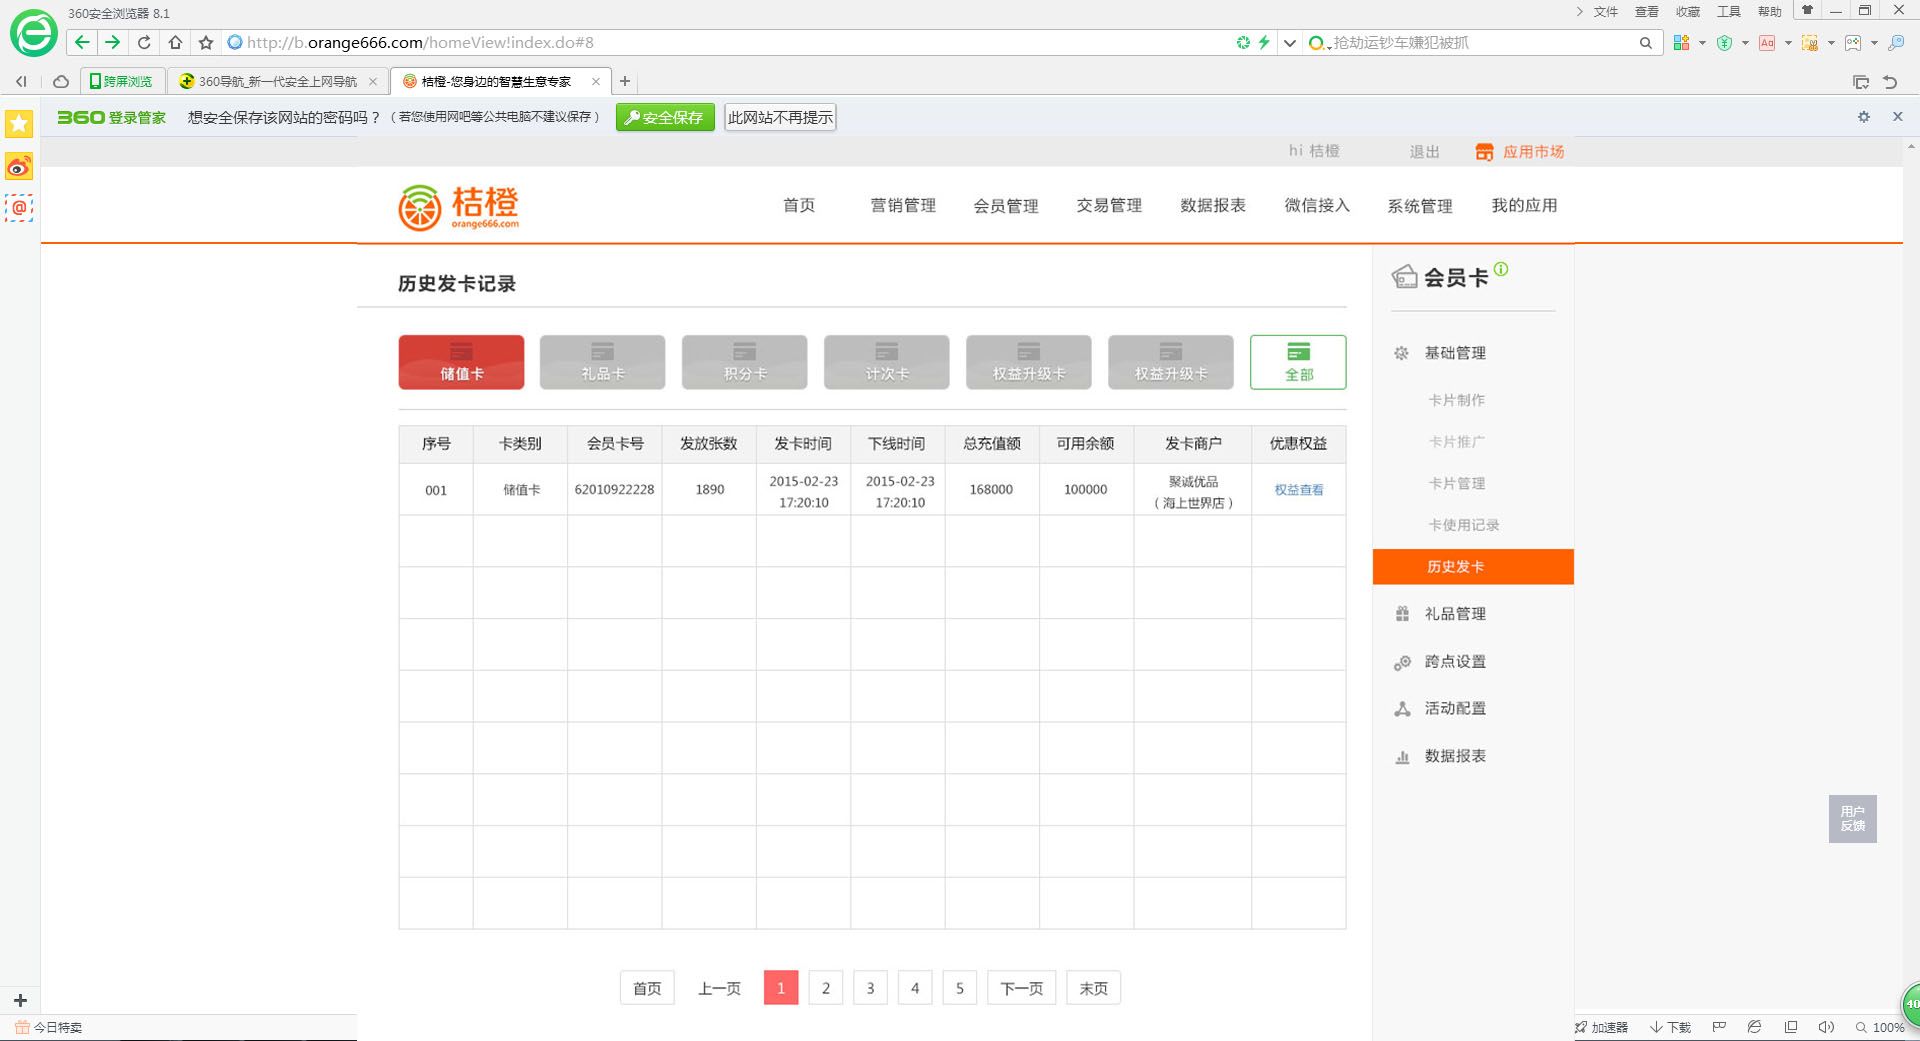 360安全浏览器 8.1
文件 查看 收藏 工具 帮助
http://b.orange666.com/homeView!index.do#8
抢劫运钞车嫌犯被抓
跨屏浏览
360导航_新一代安全上网导航
桔橙-您身边的智慧生意专家
360 登录管家
想安全保存该网站的密码吗？
（若您使用网吧等公共电脑不建议保存）
安全保存
此网站不再提示
hi 桔橙
退出
应用市场
桔橙
orange666.com
首页 营销管理 会员管理 交易管理 数据报表 微信接入 系统管理 我的应用
历史发卡记录
储值卡 礼品卡 积分卡 计次卡 权益升级卡 权益升级卡 全部
序号 卡类别 会员卡号 发放张数 发卡时间 下线时间 总充值额 可用余额 发卡商户 优惠权益
001 储值卡 62010922228 1890 2015-02-23 17:20:10 2015-02-23 17:20:10 168000 100000 聚诚优品（海上世界店） 权益查看
首页 上一页 1 2 3 4 5 下一页 末页
会员卡
基础管理
卡片制作
卡片推广
卡片管理
卡使用记录
历史发卡
礼品管理
跨点设置
活动配置
数据报表
用户
反馈
40
今日特卖
加速器
下载
100%